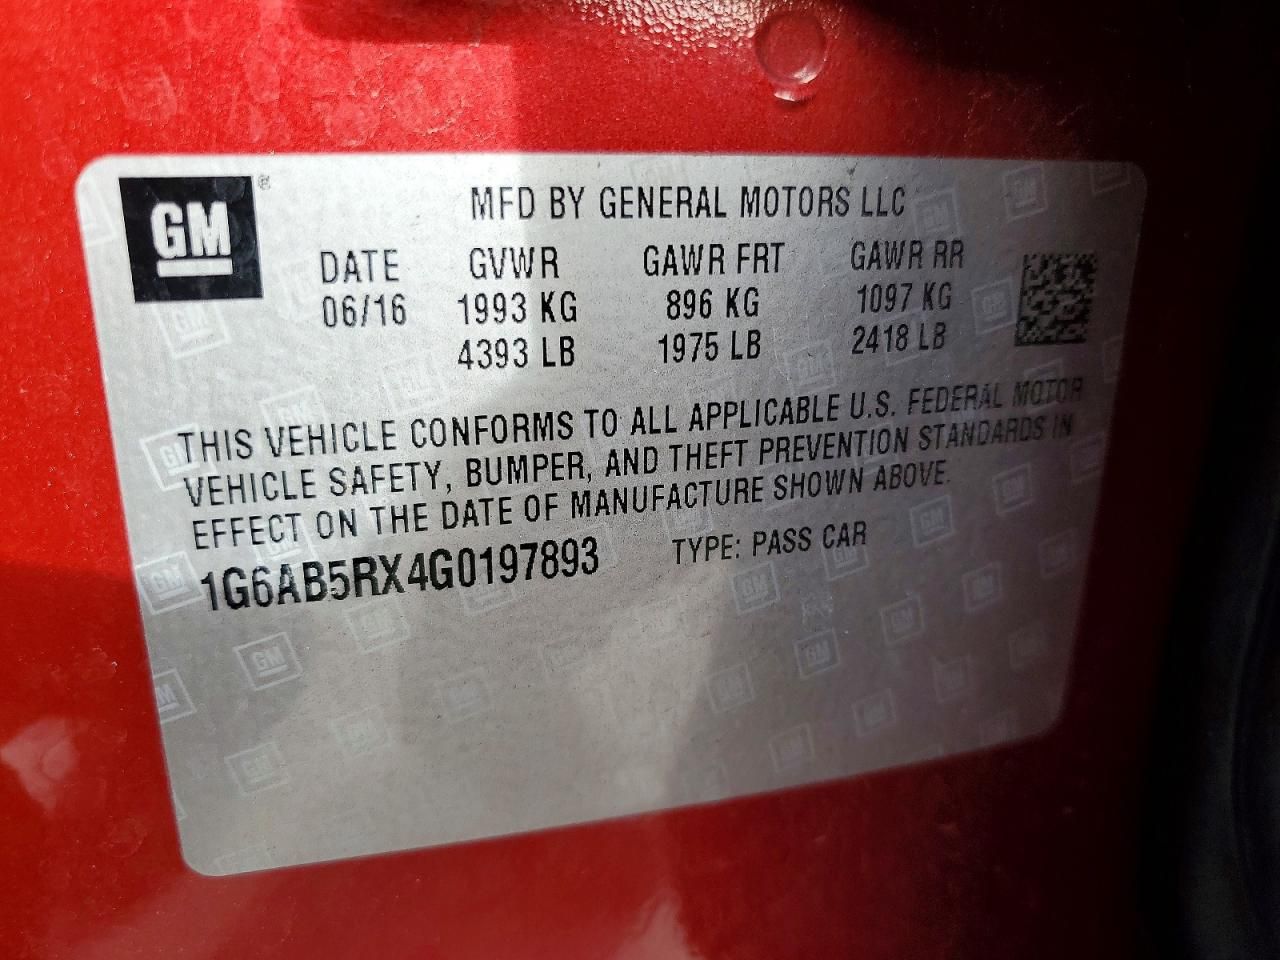 GM ®
MFD BY GENERAL MOTORS LLC
DATE GVWR GAWR FRT GAWR RR
06/16 1993 KG 896 KG 1097 KG
4393 LB 1975 LB 2418 LB
THIS VEHICLE CONFORMS TO ALL APPLICABLE U.S. FEDERAL MOTOR
VEHICLE SAFETY, BUMPER, AND THEFT PREVENTION STANDARDS IN
EFFECT ON THE DATE OF MANUFACTURE SHOWN ABOVE.
1G6AB5RX4G0197893 TYPE: PASS CAR